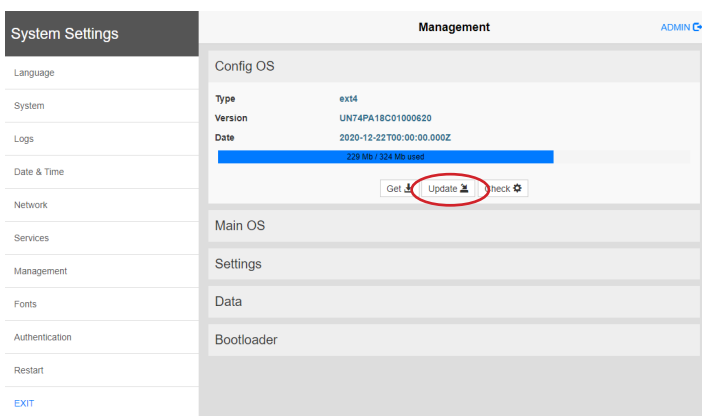 System Settings
Language
System
Logs
Date & Time
Network
Services
Management
Fonts
Authentication
Restart
EXIT
Management
ADMIN
Config OS
Type ext4
Version UN74PA18C01000620
Date 2020-12-22T00:00:00.000Z
229 Mb / 324 Mb used
Get Update Check
Main OS
Settings
Data
Bootloader